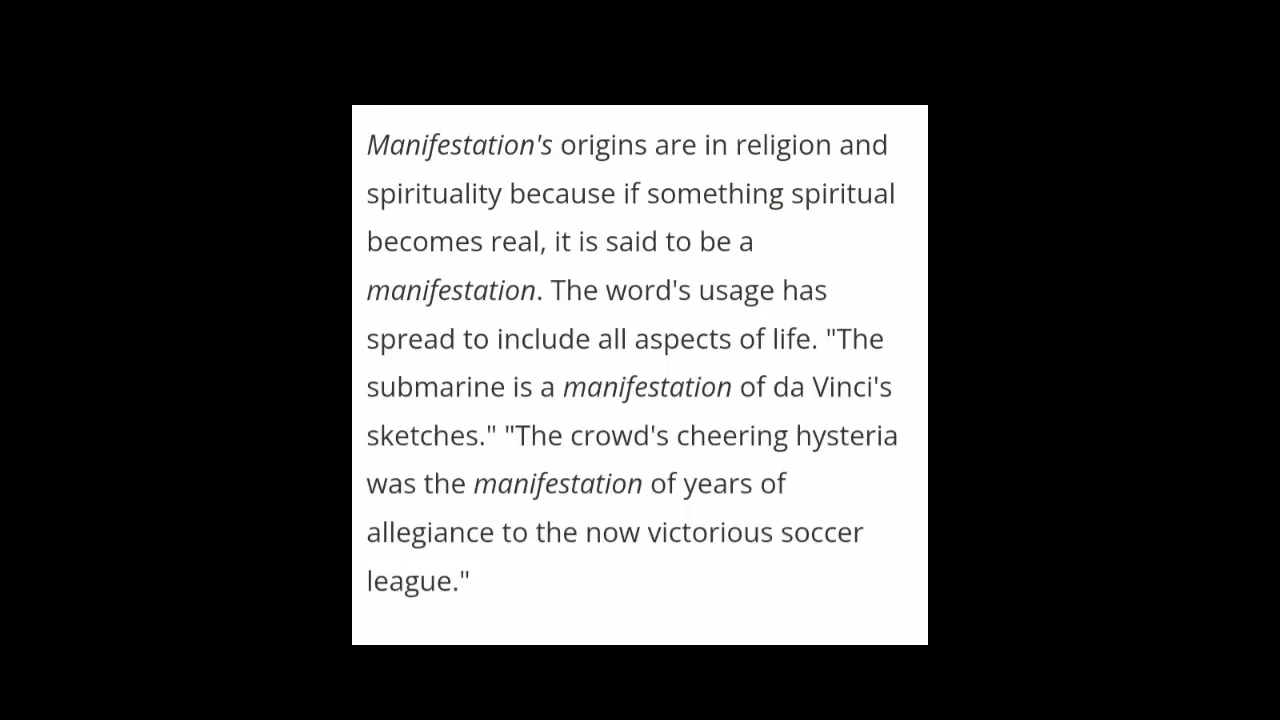 Manifestation's origins are in religion and
spirituality because if something spiritual
becomes real, it is said to be a
manifestation. The word's usage has
spread to include all aspects of life. "The
submarine is a manifestation of da Vinci's
sketches." "The crowd's cheering hysteria
was the manifestation of years of
allegiance to the now victorious soccer
league."